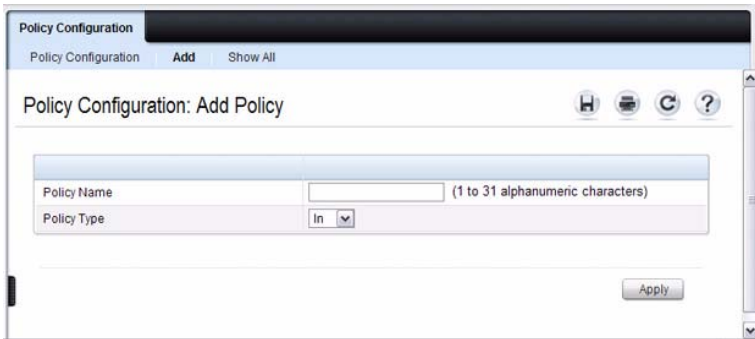 Policy Configuration
Policy Configuration Add Show All
Policy Configuration: Add Policy
Policy Name (1 to 31 alphanumeric characters)
Policy Type In
Apply